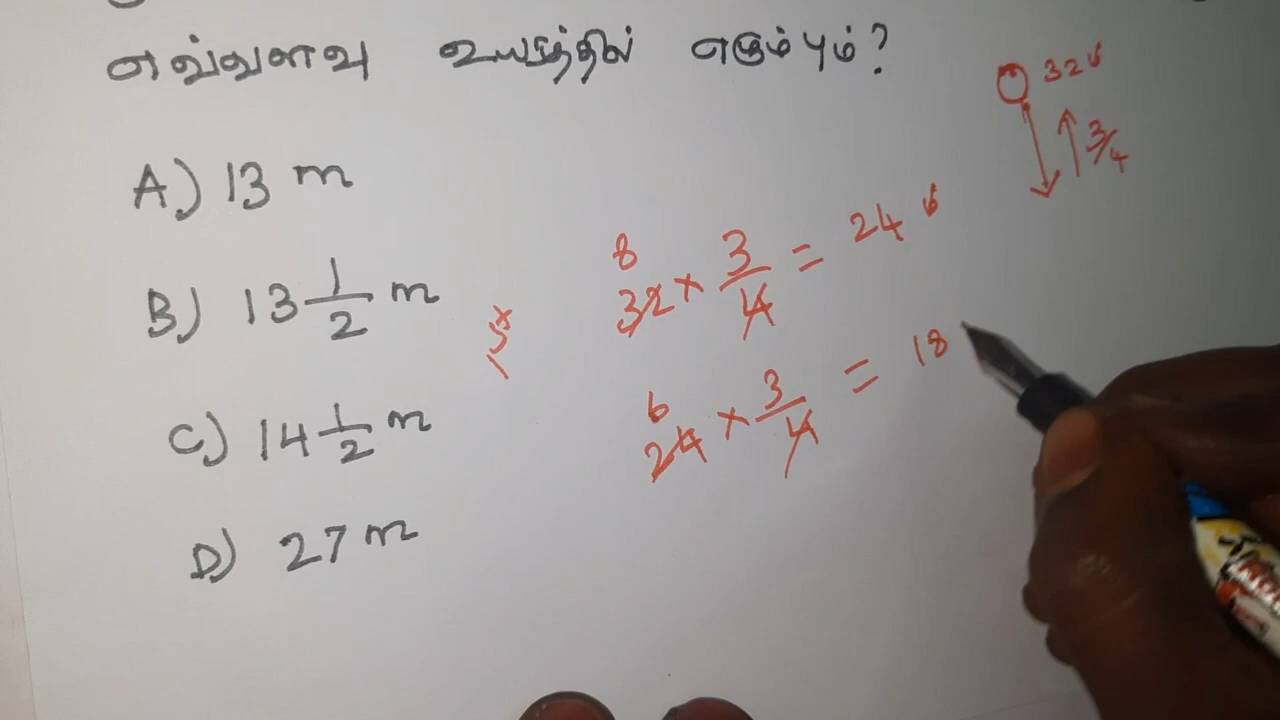 எவ்வளவு உயரத்தில் எழும்பும்?
A) 13 m
B) 13 1/2 m
C) 14 1/2 m
D) 27 m
32
3/4
8
32 × 3/4 = 24
6
24 × 3/4 = 18